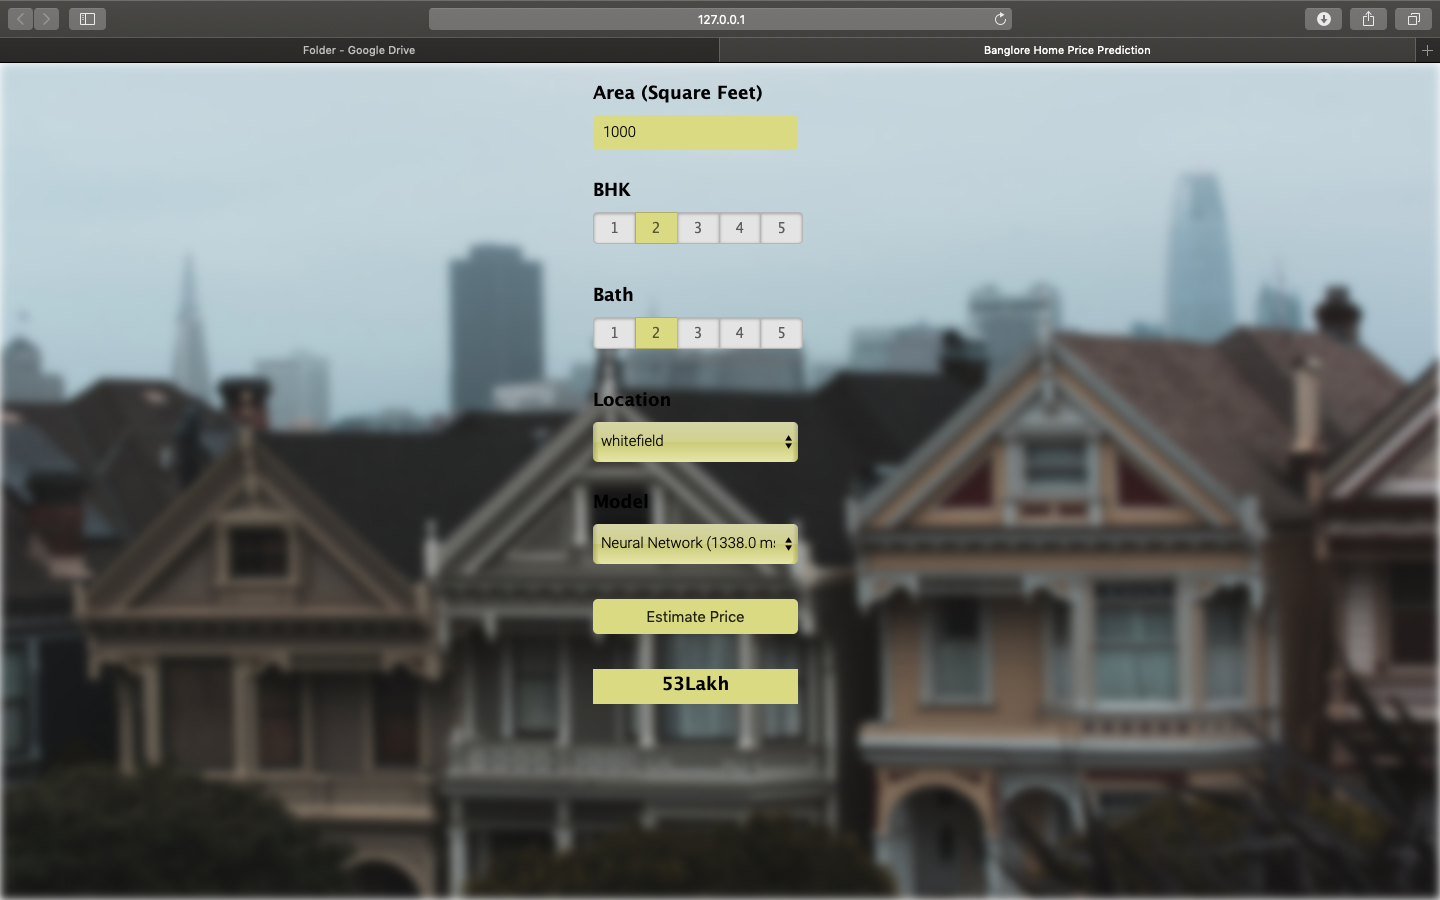 127.0.0.1
Folder – Google Drive
Banglore Home Price Prediction
Area (Square Feet)
1000
BHK
1 2 3 4 5
Bath
1 2 3 4 5
Location
whitefield
Model
Neural Network (1338.0 ms
Estimate Price
53Lakh